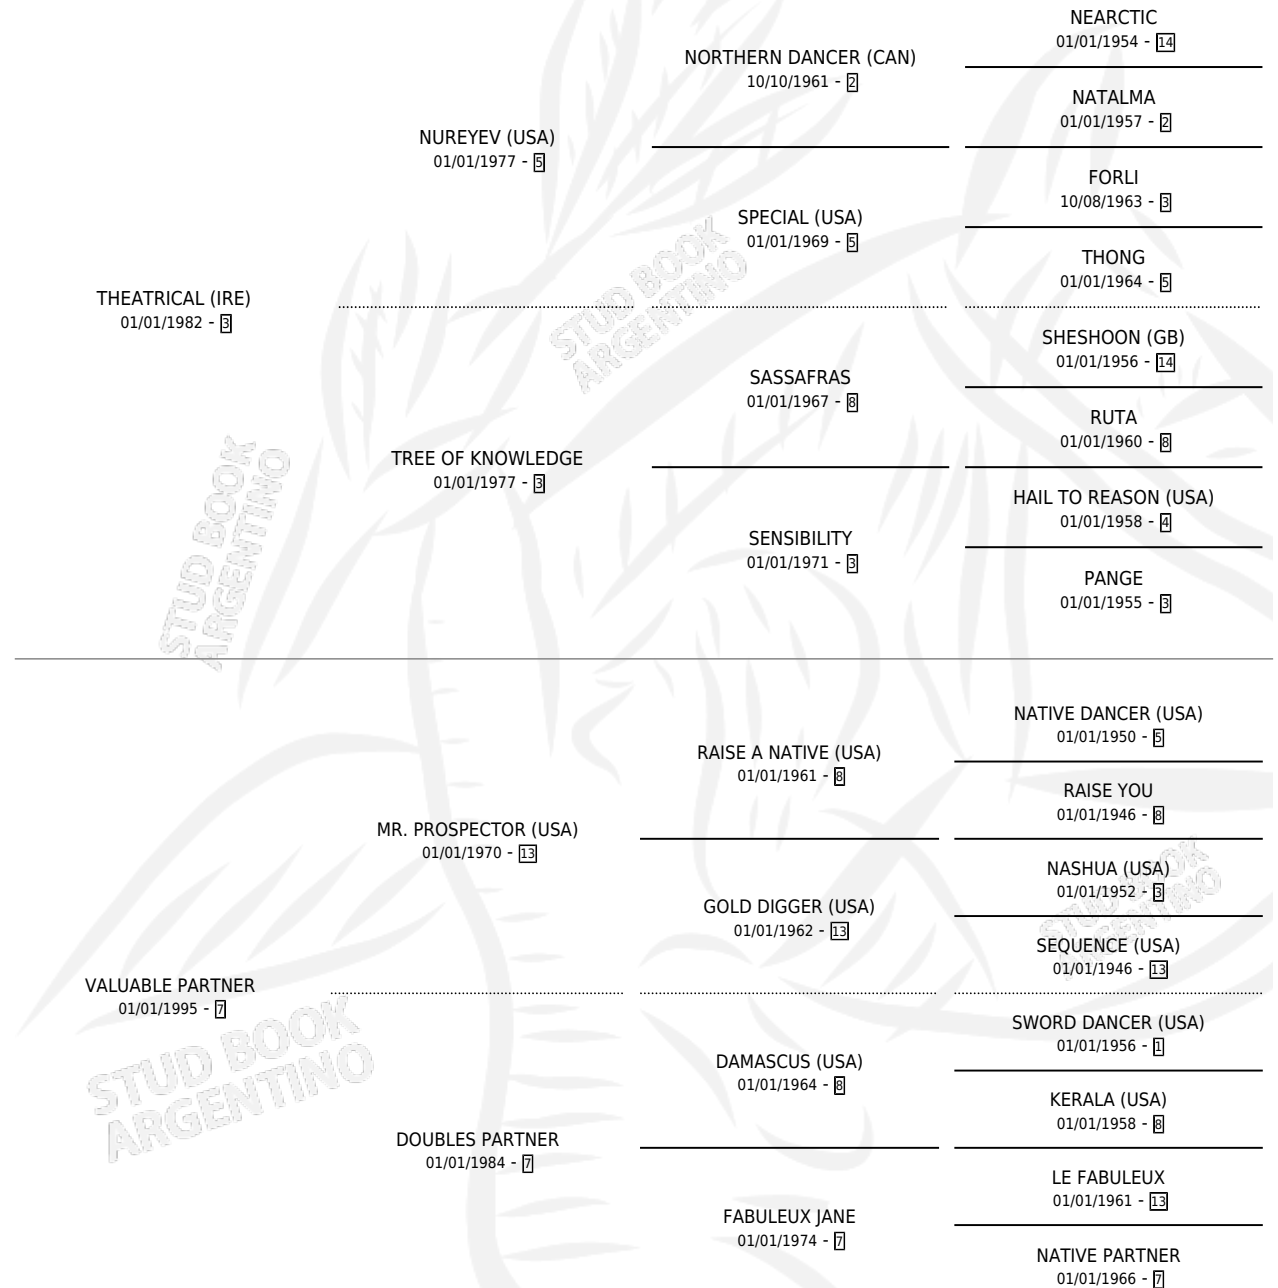 NEARCTIC
01/01/1954 - 14
NORTHERN DANCER (CAN)
10/10/1961 - 2
NATALMA
01/01/1957 - 2
NUREYEV (USA)
01/01/1977 - 5
FORLI
10/08/1963 - 3
SPECIAL (USA)
01/01/1969 - 5
THONG
01/01/1964 - 5
THEATRICAL (IRE)
01/01/1982 - 3
SHESHOON (GB)
01/01/1956 - 14
SASSAFRAS
01/01/1967 - 8
RUTA
01/01/1960 - 8
TREE OF KNOWLEDGE
01/01/1977 - 3
HAIL TO REASON (USA)
01/01/1958 - 4
SENSIBILITY
01/01/1971 - 3
PANGE
01/01/1955 - 3
NATIVE DANCER (USA)
01/01/1950 - 5
RAISE A NATIVE (USA)
01/01/1961 - 8
RAISE YOU
01/01/1946 - 8
MR. PROSPECTOR (USA)
01/01/1970 - 13
NASHUA (USA)
01/01/1952 - 3
GOLD DIGGER (USA)
01/01/1962 - 13
SEQUENCE (USA)
01/01/1946 - 13
VALUABLE PARTNER
01/01/1995 - 7
SWORD DANCER (USA)
01/01/1956 - 1
DAMASCUS (USA)
01/01/1964 - 8
KERALA (USA)
01/01/1958 - 8
DOUBLES PARTNER
01/01/1984 - 7
LE FABULEUX
01/01/1961 - 13
FABULEUX JANE
01/01/1974 - 7
NATIVE PARTNER
01/01/1966 - 7
STUD BOOK
ARGENTINO
STUD BOOK
ARGENTINO
STUD BOOK
ARGENTINO
STUD BOOK
ARGENTINO